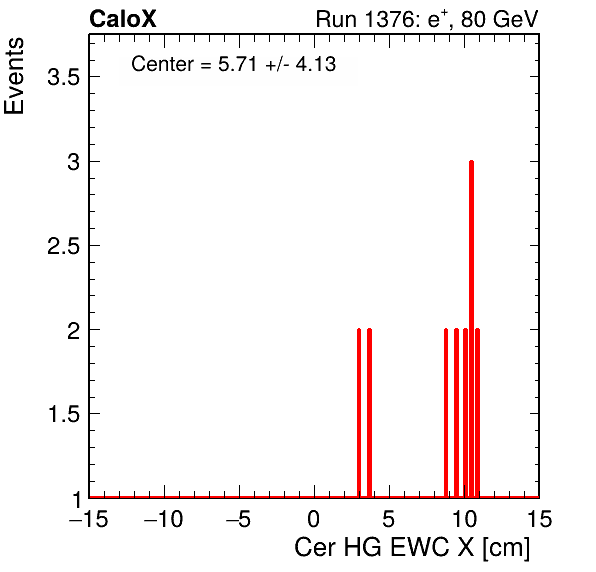 CaloX Run 1376: e⁺, 80 GeV
Center = 5.71 +/- 4.13
Events
3.5
3
2.5
2
1.5
1
−15 −10 −5 0 5 10 15
Cer HG EWC X [cm]